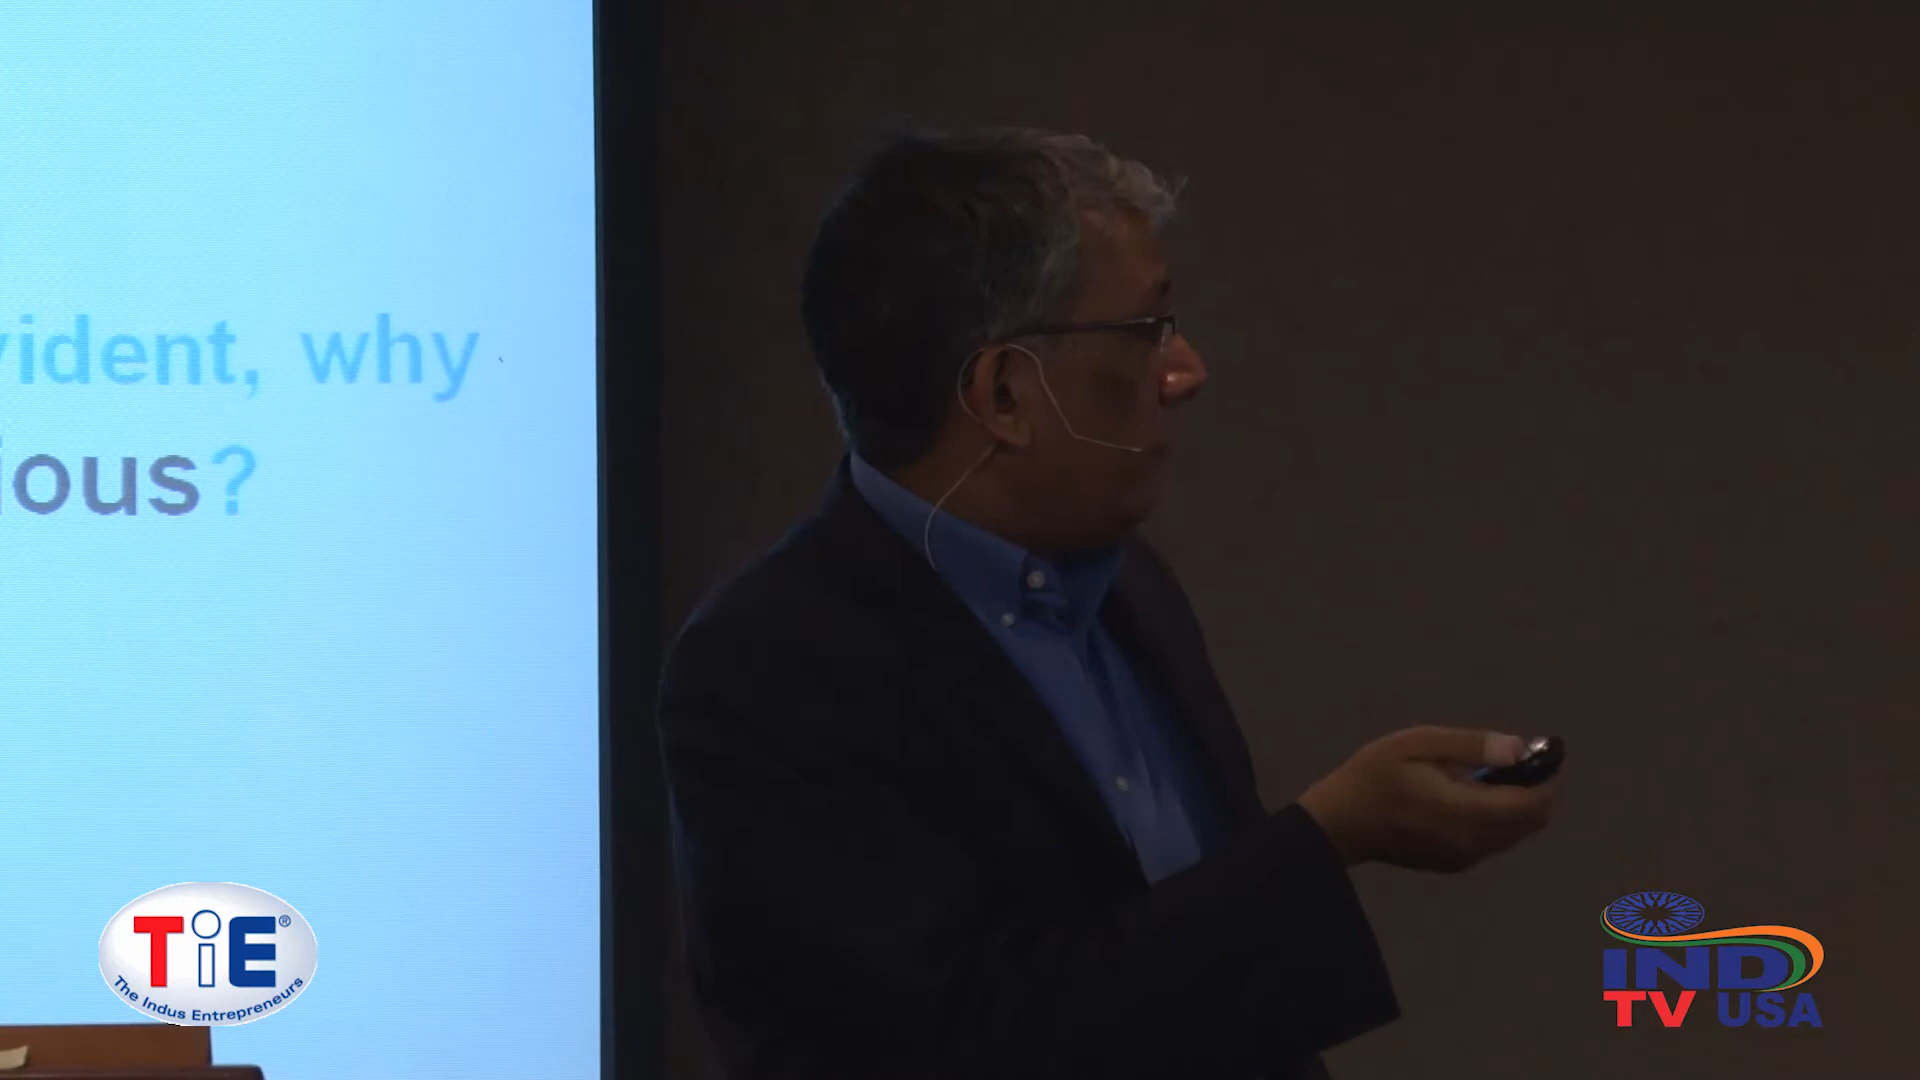 vident, why
ious?
TiE®
The Indus Entrepreneurs
IND
TV USA